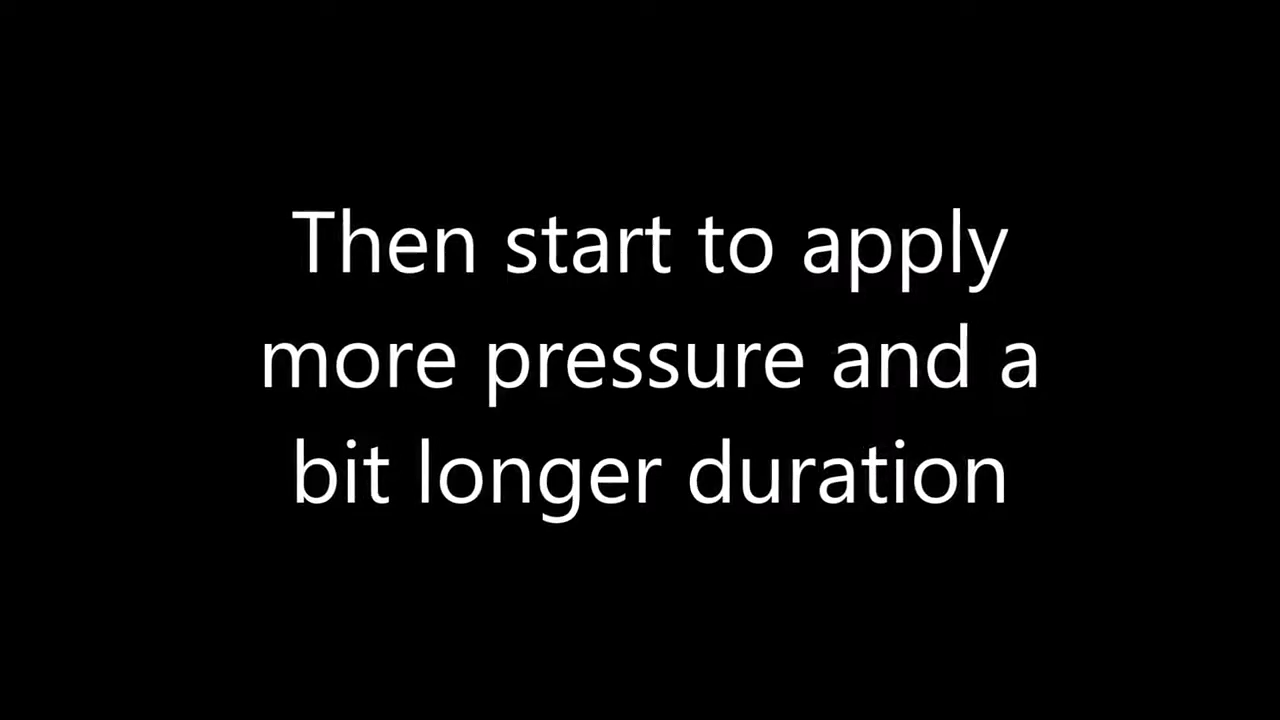 Then start to apply
more pressure and a
bit longer duration